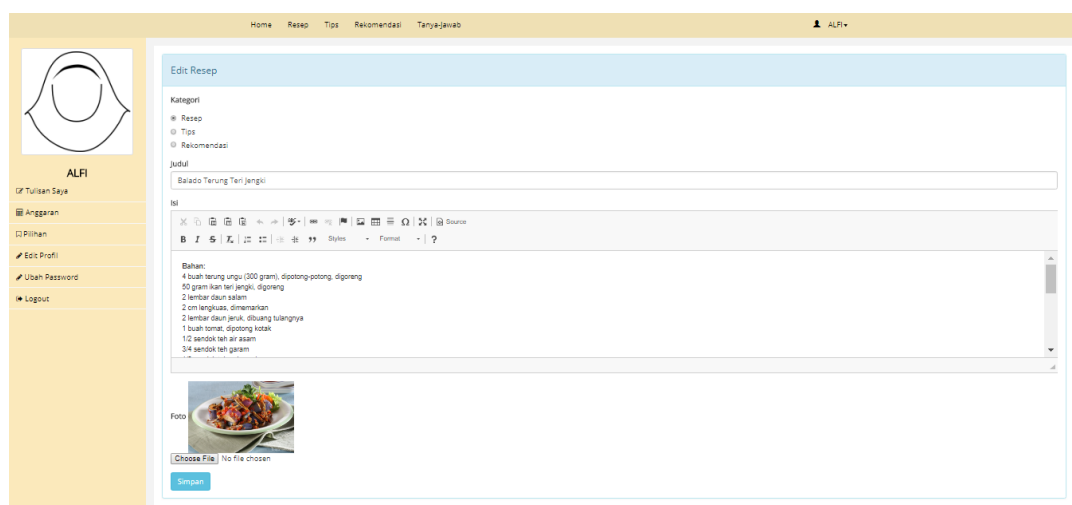 Home Resep Tips Rekomendasi Tanya-Jawab ALFI
ALFI
Tulisan Saya
Anggaran
Pilihan
Edit Profil
Ubah Password
Logout
Edit Resep
Kategori
Resep
Tips
Rekomendasi
Judul
Balado Terung Teri Jengki
Isi
Source
B I S Tx Styles Format ?
Bahan:
4 buah terung ungu (300 gram), dipotong-potong, digoreng
50 gram ikan teri jengki, digoreng
2 lembar daun salam
2 cm lengkuas, dimemarkan
2 lembar daun jeruk, dibuang tulangnya
1 buah tomat, dipotong kotak
1/2 sendok teh air asam
3/4 sendok teh garam
Foto
Choose File No file chosen
Simpan